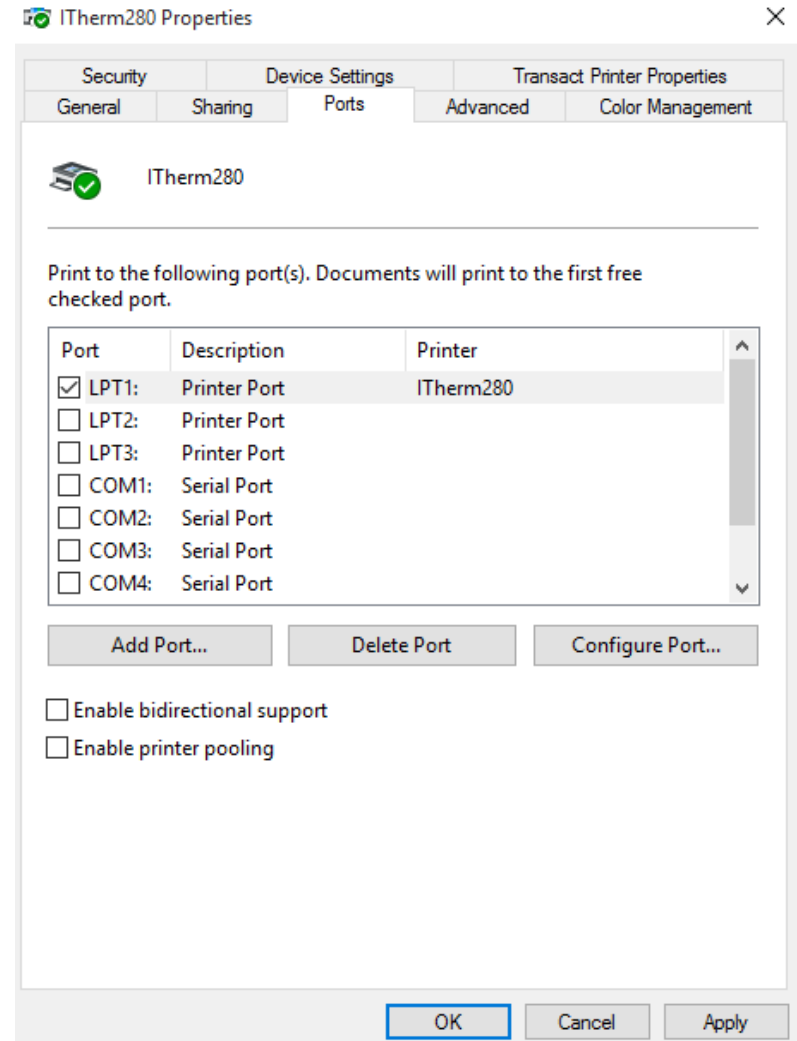 ITherm280 Properties
Security Device Settings Transact Printer Properties
General Sharing Ports Advanced Color Management
ITherm280
Print to the following port(s). Documents will print to the first free
checked port.
Port Description Printer
LPT1: Printer Port ITherm280
LPT2: Printer Port
LPT3: Printer Port
COM1: Serial Port
COM2: Serial Port
COM3: Serial Port
COM4: Serial Port
Add Port... Delete Port Configure Port...
Enable bidirectional support
Enable printer pooling
OK Cancel Apply